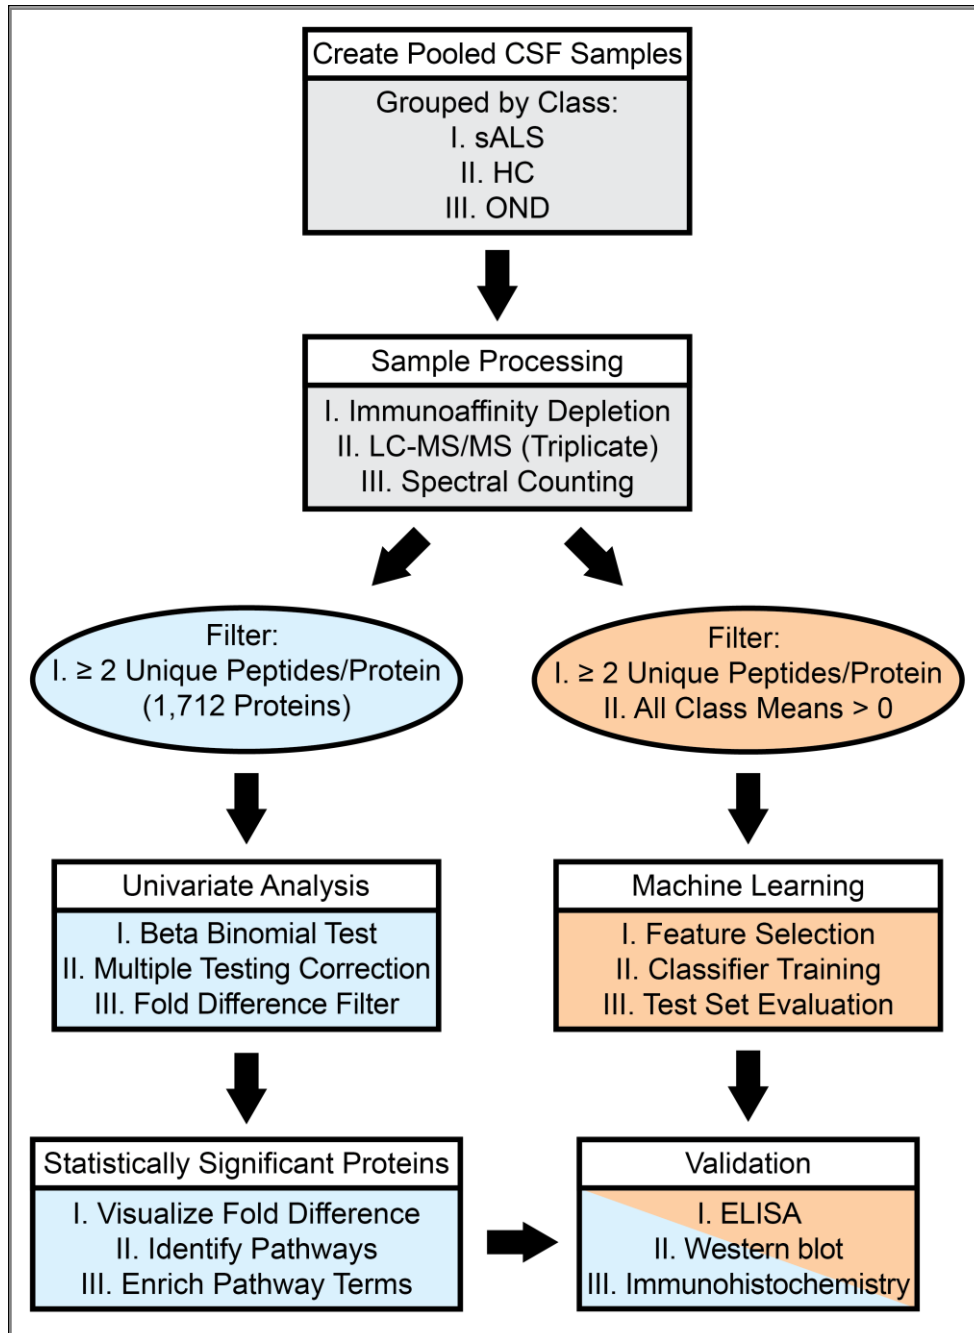 Create Pooled CSF Samples
Grouped by Class:
I. sALS
II. HC
III. OND
Sample Processing
I. Immunoaffinity Depletion
II. LC-MS/MS (Triplicate)
III. Spectral Counting
Filter:
I. ≥ 2 Unique Peptides/Protein
(1,712 Proteins)
Filter:
I. ≥ 2 Unique Peptides/Protein
II. All Class Means > 0
Univariate Analysis
I. Beta Binomial Test
II. Multiple Testing Correction
III. Fold Difference Filter
Machine Learning
I. Feature Selection
II. Classifier Training
III. Test Set Evaluation
Statistically Significant Proteins
I. Visualize Fold Difference
II. Identify Pathways
III. Enrich Pathway Terms
Validation
I. ELISA
II. Western blot
III. Immunohistochemistry